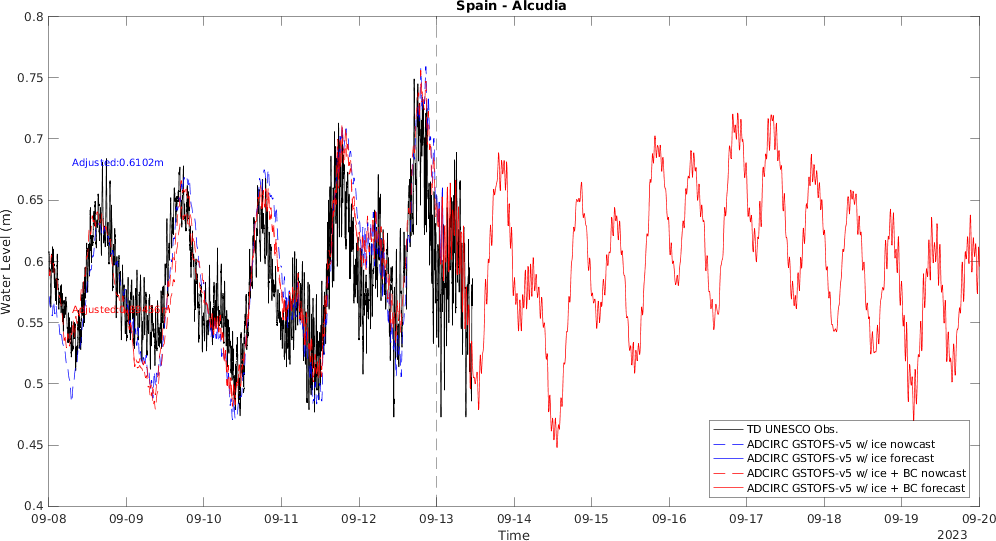 Spain - Alcudia
Water Level (m)
0.8
0.75
0.7
0.65
0.6
0.55
0.5
0.45
0.4
Adjusted:0.6102m
TD UNESCO Obs.
ADCIRC GSTOFS-v5 w/ ice nowcast
ADCIRC GSTOFS-v5 w/ ice forecast
ADCIRC GSTOFS-v5 w/ ice + BC nowcast
ADCIRC GSTOFS-v5 w/ ice + BC forecast
09-08 09-09 09-10 09-11 09-12 09-13 09-14 09-15 09-16 09-17 09-18 09-19 09-20
Time
2023